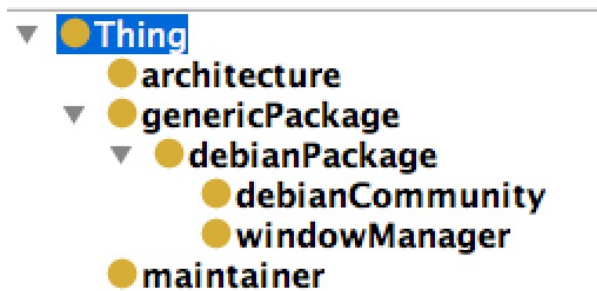 Thing
architecture
genericPackage
debianPackage
debianCommunity
windowManager
maintainer